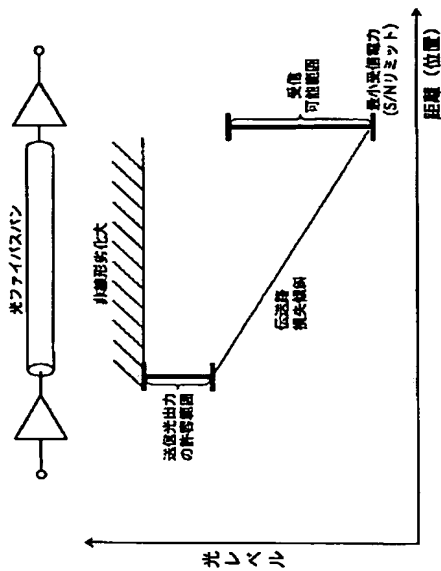 光ファイバスパン
非線形劣化大
送信光出力
の許容範囲
伝送路
損失傾斜
受信
可能範囲
最小受信電力
(S/Nリミット)
距離（位置）
光レベル